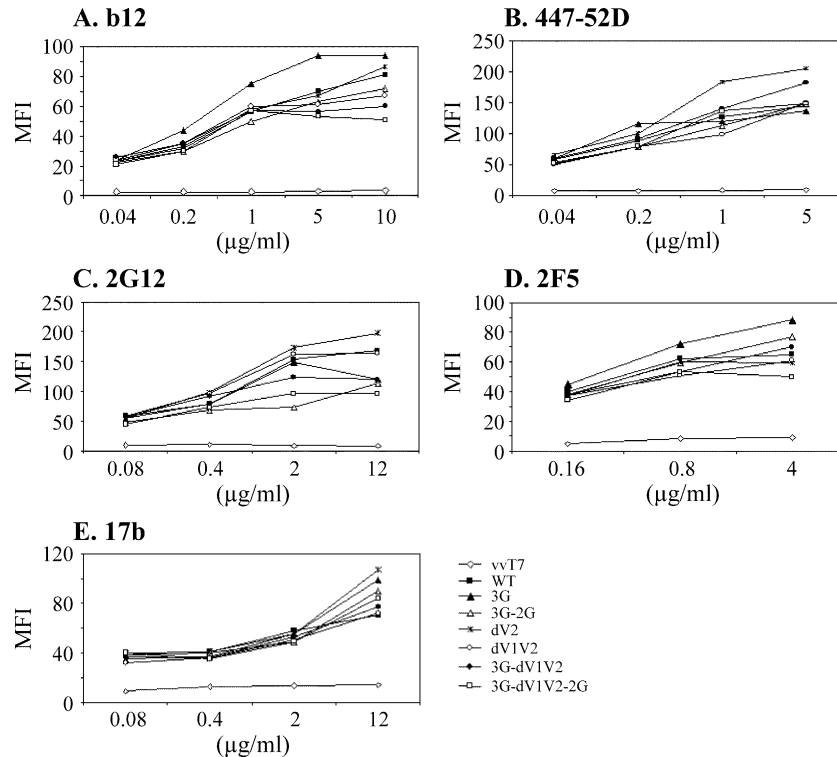 A. b12
MFI
100
80
60
40
20
0
0.04 0.2 1 5 10
(µg/ml)
B. 447-52D
MFI
250
200
150
100
50
0
0.04 0.2 1 5
(µg/ml)
C. 2G12
MFI
250
200
150
100
50
0
0.08 0.4 2 12
(µg/ml)
D. 2F5
MFI
100
80
60
40
20
0
0.16 0.8 4
(µg/ml)
E. 17b
MFI
120
80
40
0
0.08 0.4 2 12
(µg/ml)
vvT7
WT
3G
3G-2G
dV2
dV1V2
3G-dV1V2
3G-dV1V2-2G